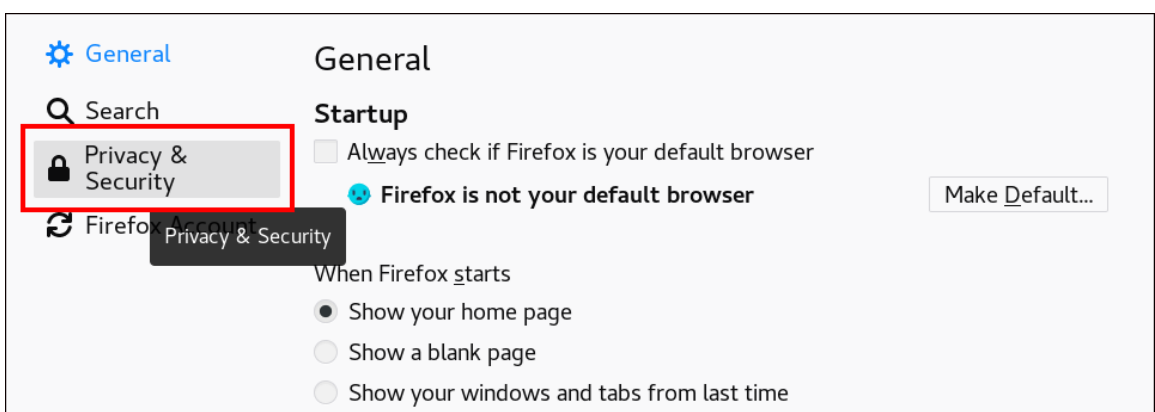 General
Search
Privacy &
Security
Firefox Account
Privacy & Security
General
Startup
Always check if Firefox is your default browser
Firefox is not your default browser
Make Default...
When Firefox starts
Show your home page
Show a blank page
Show your windows and tabs from last time